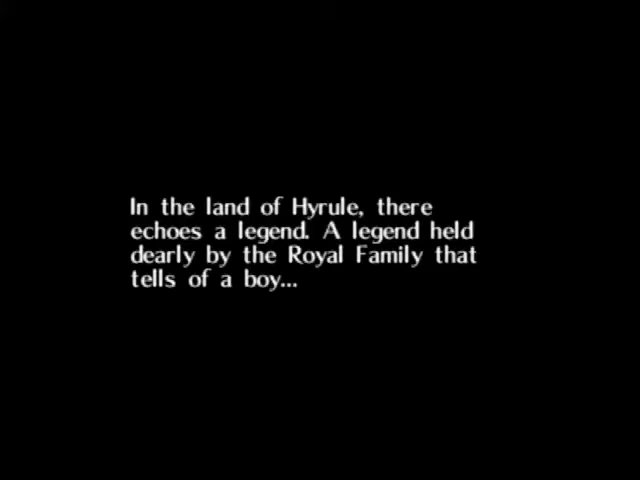 In the land of Hyrule, there
echoes a legend. A legend held
dearly by the Royal Family that
tells of a boy...